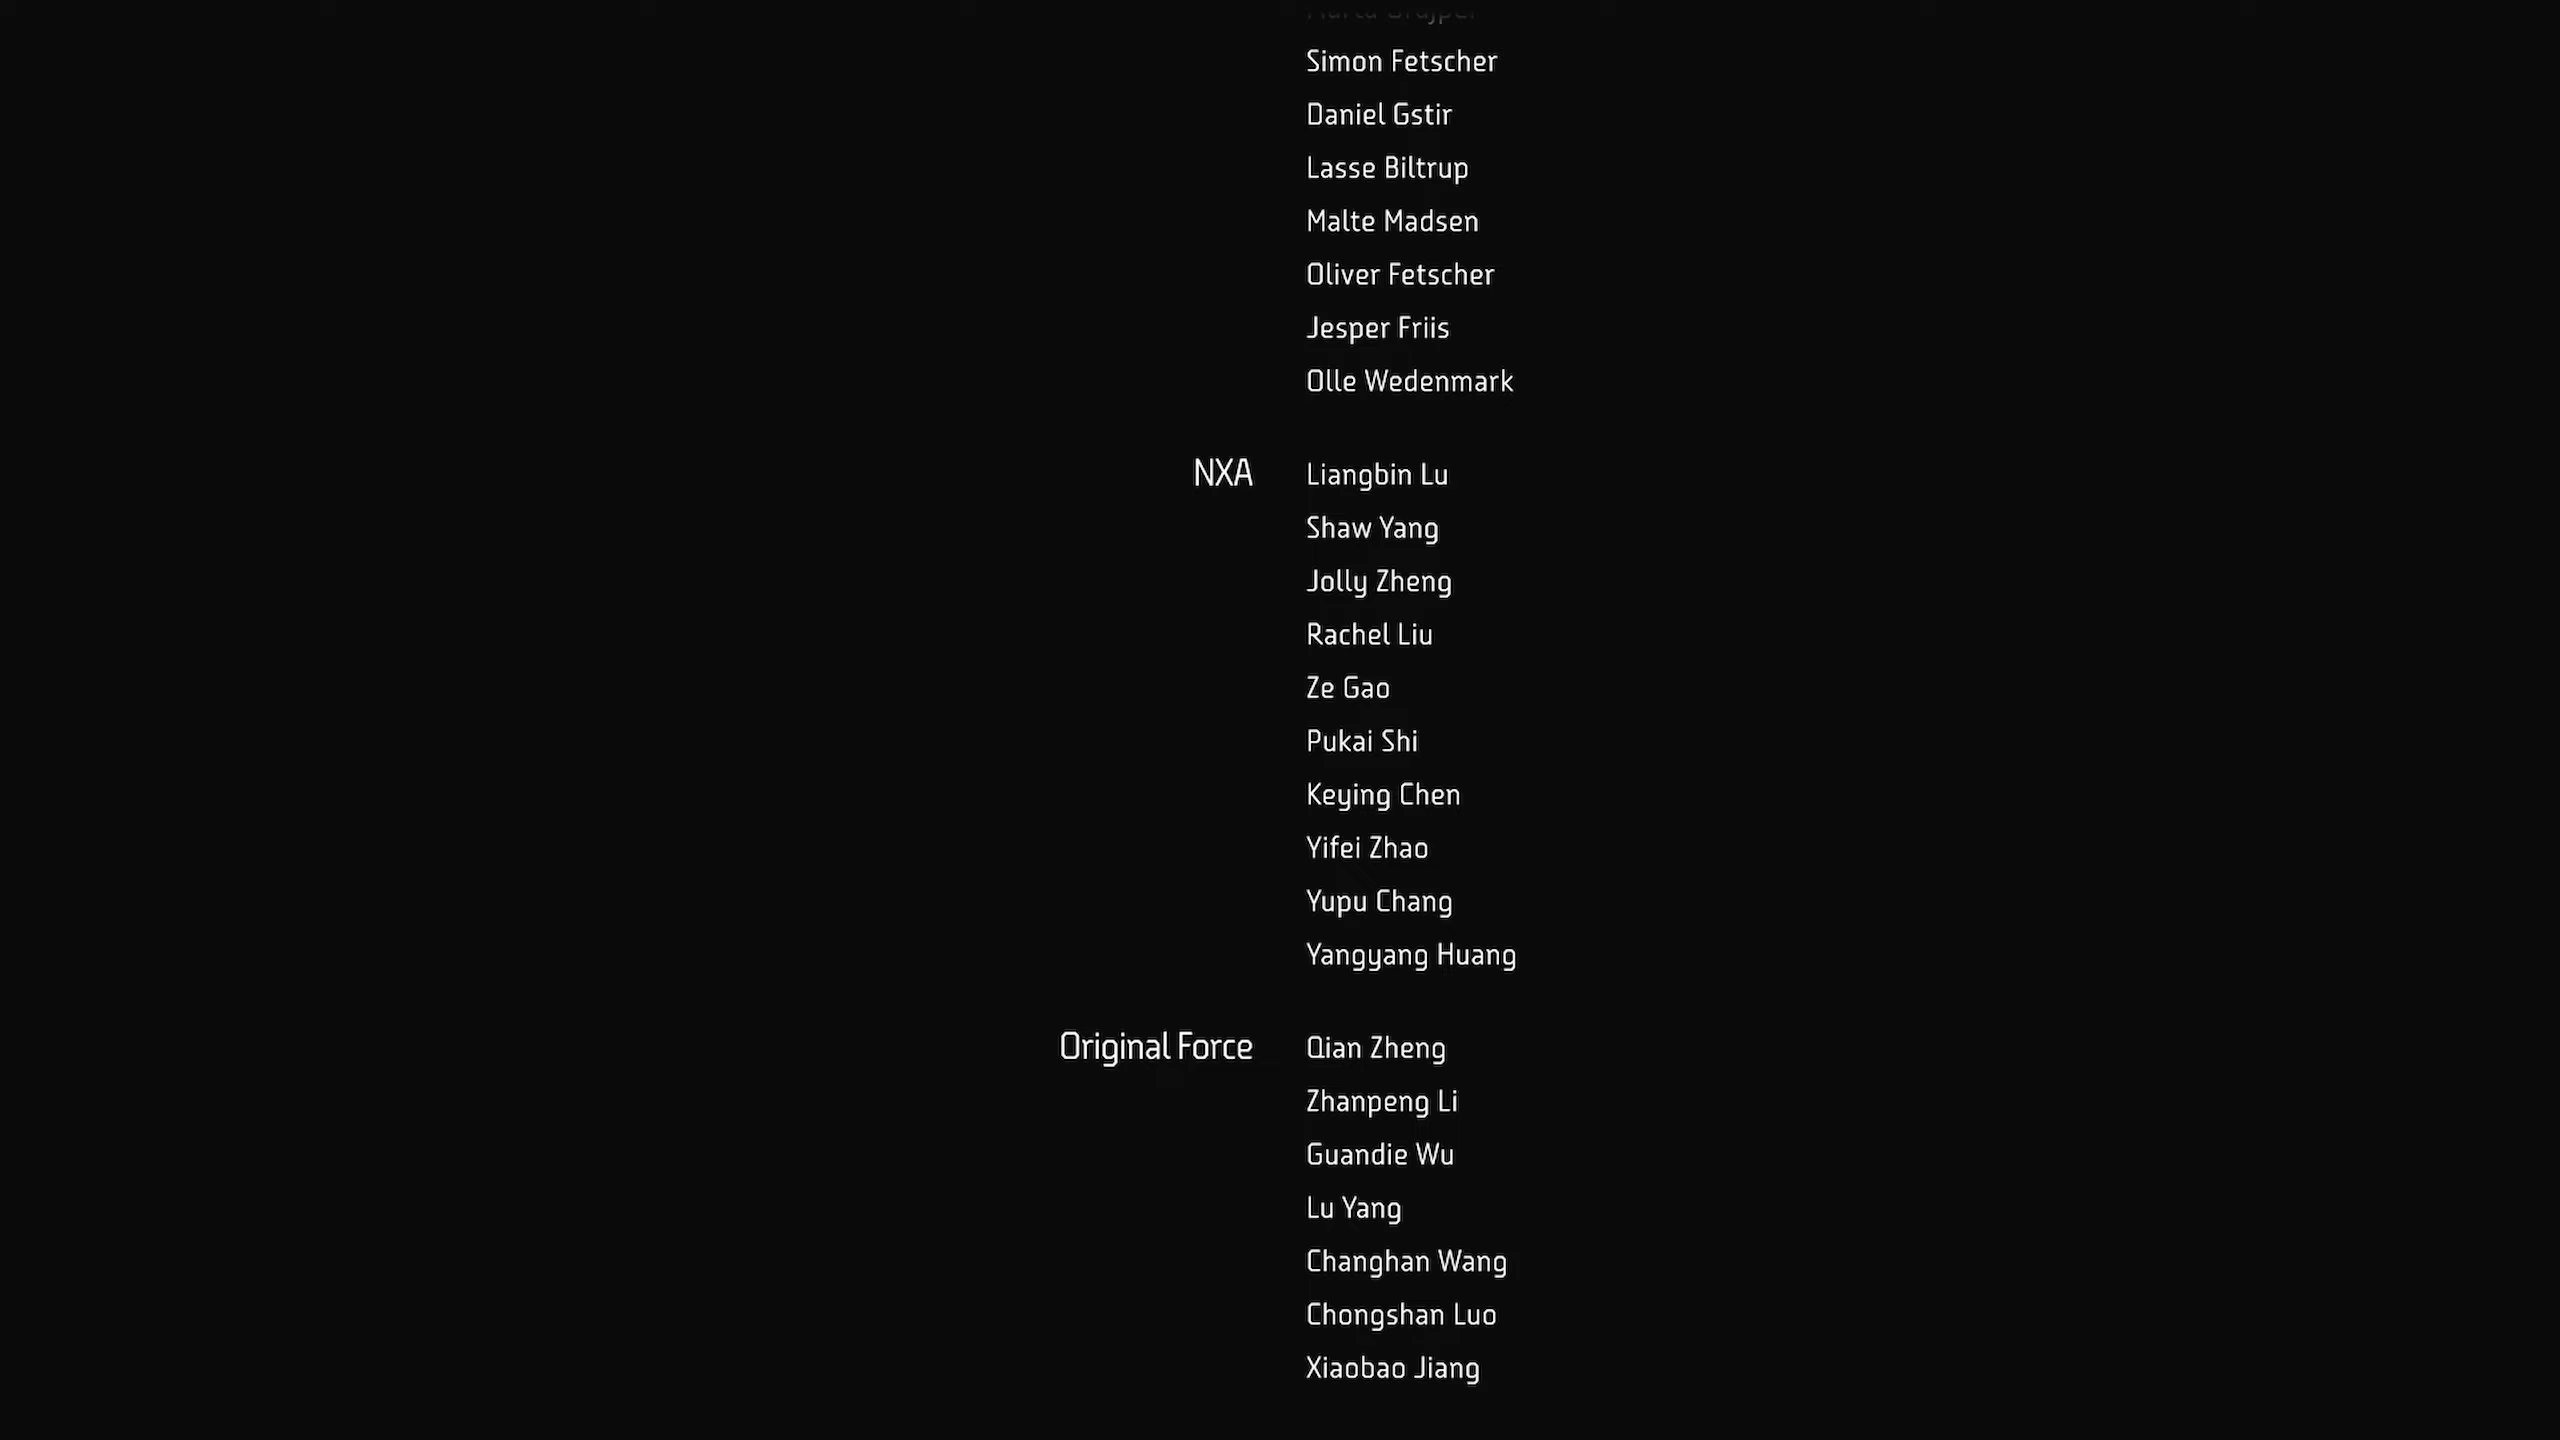 Simon Fetscher
Daniel Gstir
Lasse Biltrup
Malte Madsen
Oliver Fetscher
Jesper Friis
Olle Wedenmark
NXA Liangbin Lu
Shaw Yang
Jolly Zheng
Rachel Liu
Ze Gao
Pukai Shi
Keying Chen
Yifei Zhao
Yupu Chang
Yangyang Huang
Original Force Qian Zheng
Zhanpeng Li
Guandie Wu
Lu Yang
Changhan Wang
Chongshan Luo
Xiaobao Jiang